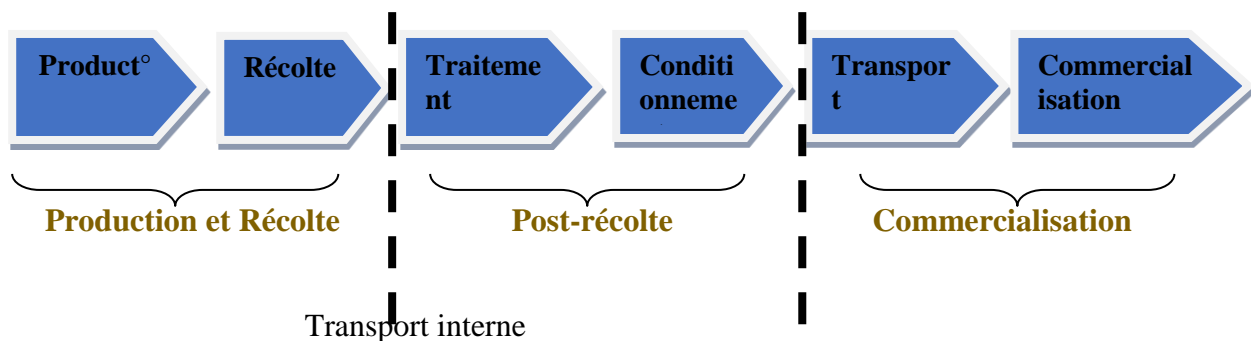 Product°
Récolte
Traiteme
nt
Conditi
onneme
Transpor
t
Commercial
isation
Production et Récolte
Post-récolte
Commercialisation
Transport interne